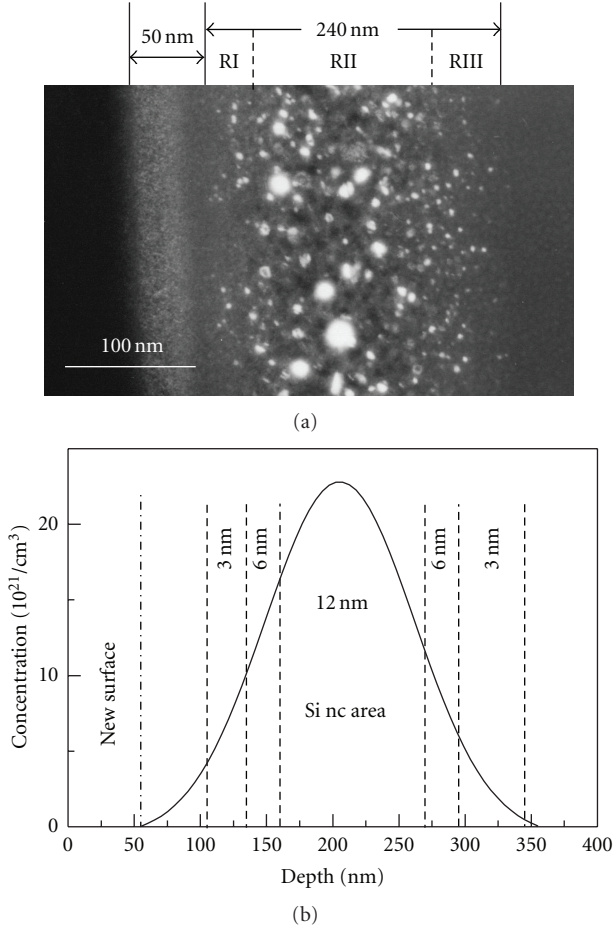 50 nm
240 nm
RI
RII
RIII
100 nm
(a)
Concentration (10²¹/cm³)
20
10
0
New surface
3 nm
6 nm
12 nm
Si nc area
6 nm
3 nm
0 50 100 150 200 250 300 350 400
Depth (nm)
(b)